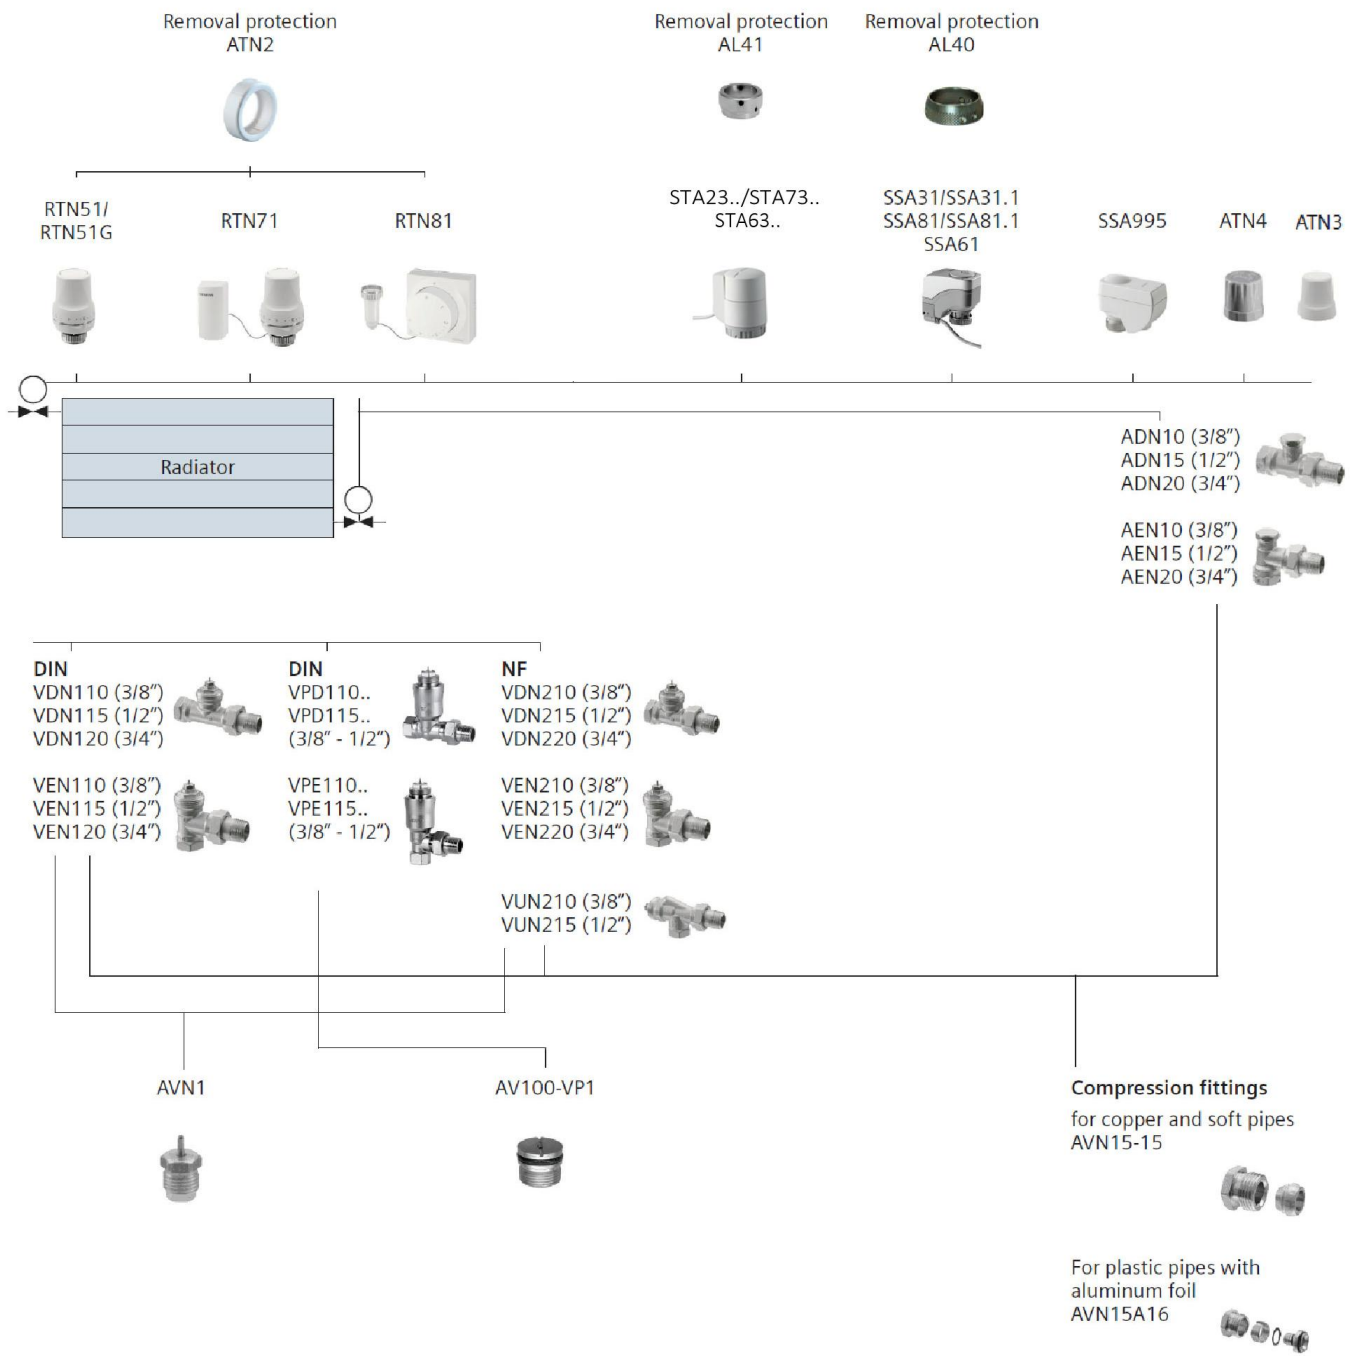 Removal protection
ATN2
Removal protection
AL41
Removal protection
AL40
RTN51/
RTN51G
RTN71
RTN81
STA23../STA73..
STA63..
SSA31/SSA31.1
SSA81/SSA81.1
SSA61
SSA995
ATN4
ATN3
Radiator
ADN10 (3/8”)
ADN15 (1/2”)
ADN20 (3/4”)
AEN10 (3/8”)
AEN15 (1/2”)
AEN20 (3/4”)
DIN
VDN110 (3/8”)
VDN115 (1/2”)
VDN120 (3/4”)
VEN110 (3/8”)
VEN115 (1/2”)
VEN120 (3/4”)
DIN
VPD110..
VPD115..
(3/8” - 1/2”)
VPE110..
VPE115..
(3/8” - 1/2”)
NF
VDN210 (3/8”)
VDN215 (1/2”)
VDN220 (3/4”)
VEN210 (3/8”)
VEN215 (1/2“)
VEN220 (3/4”)
VUN210 (3/8”)
VUN215 (1/2”)
AVN1
AV100-VP1
Compression fittings
for copper and soft pipes
AVN15-15
For plastic pipes with
aluminum foil
AVN15A16